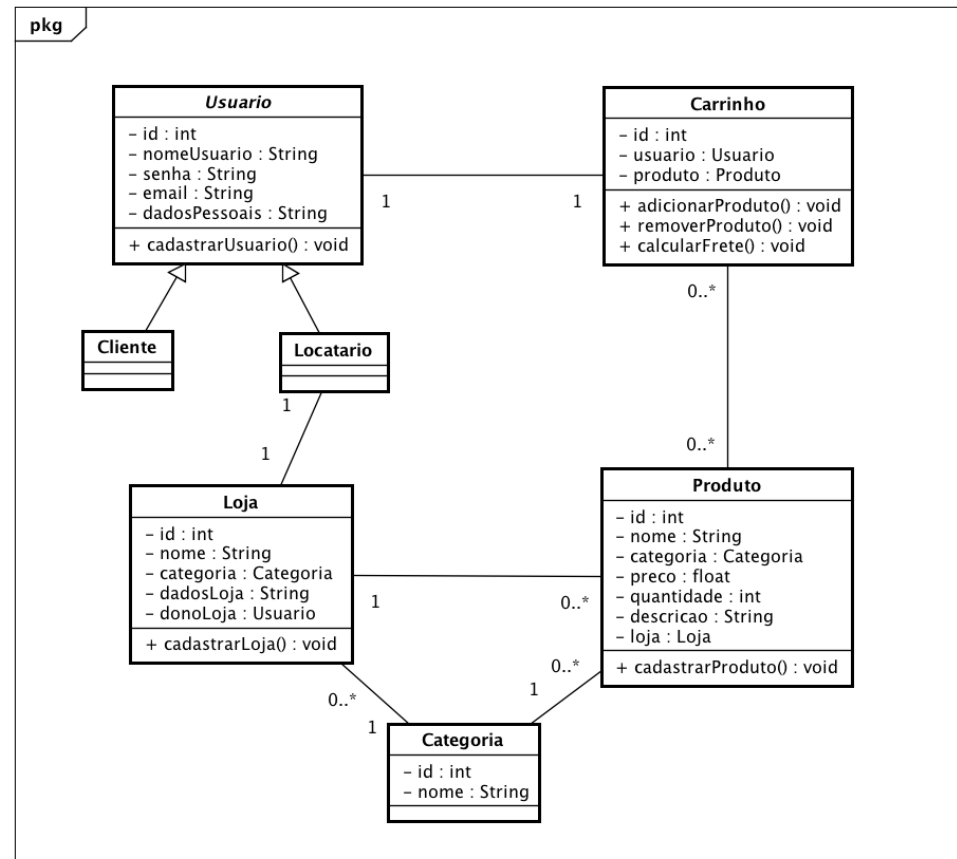 pkg
Usuario
– id : int
– nomeUsuario : String
– senha : String
– email : String
– dadosPessoais : String
+ cadastrarUsuario() : void
1
1
Carrinho
– id : int
– usuario : Usuario
– produto : Produto
+ adicionarProduto() : void
+ removerProduto() : void
+ calcularFrete() : void
0..*
Cliente
Locatario
1
1
0..*
Loja
– id : int
– nome : String
– categoria : Categoria
– dadosLoja : String
– donoLoja : Usuario
+ cadastrarLoja() : void
1
0..*
Produto
– id : int
– nome : String
– categoria : Categoria
– preco : float
– quantidade : int
– descricao : String
– loja : Loja
+ cadastrarProduto() : void
0..*
1
0..*
1
Categoria
– id : int
– nome : String